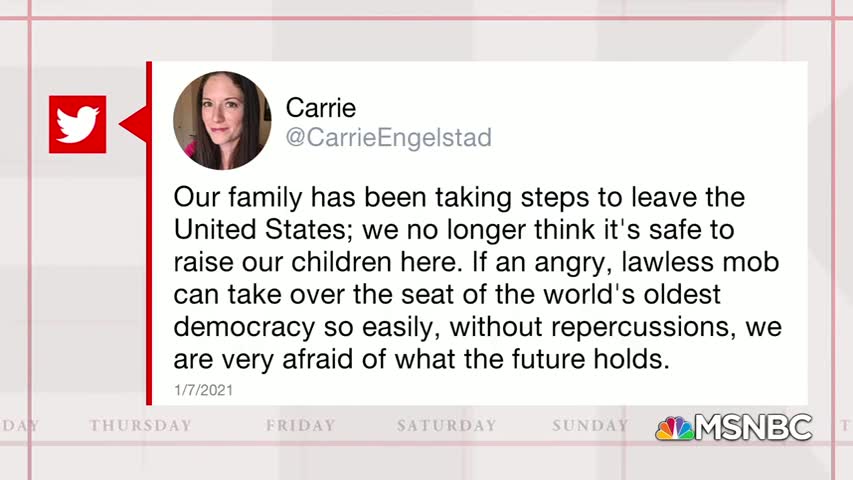 Carrie
@CarrieEngelstad
Our family has been taking steps to leave the
United States; we no longer think it's safe to
raise our children here. If an angry, lawless mob
can take over the seat of the world's oldest
democracy so easily, without repercussions, we
are very afraid of what the future holds.
1/7/2021
DAY THURSDAY FRIDAY SATURDAY SUNDAY T
MSNBC